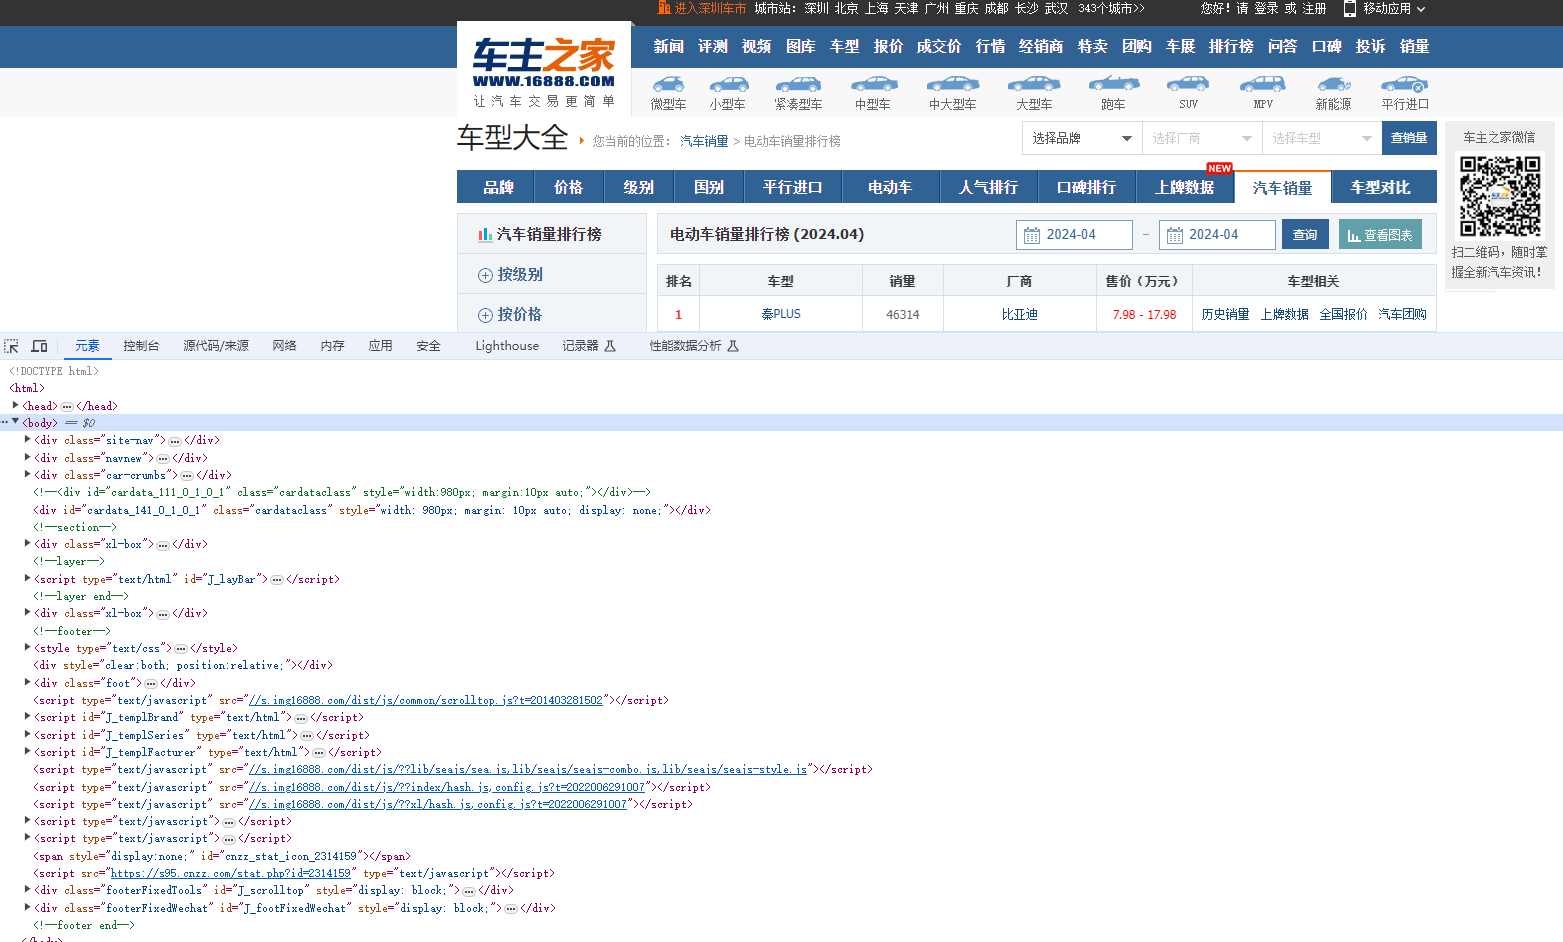 进入深圳车市 城市站: 深圳 北京 上海 天津 广州 重庆 成都 长沙 武汉 343个城市>> 您好! 请 登录 或 注册 移动应用
车主之家
WWW.16888.COM
让汽车交易更简单
新闻 评测 视频 图库 车型 报价 成交价 行情 经销商 特卖 团购 车展 排行榜 问答 口碑 投诉 销量
微型车 小型车 紧凑型车 中型车 中大型车 大型车 跑车 SUV MPV 新能源 平行进口
车型大全 您当前的位置: 汽车销量 > 电动车销量排行榜 选择品牌 选择厂商 选择车型 查销量
车主之家微信
扫二维码，随时掌
握全新汽车资讯!
NEW
品牌 价格 级别 国别 平行进口 电动车 人气排行 口碑排行 上牌数据 汽车销量 车型对比
汽车销量排行榜
按级别
按价格
电动车销量排行榜 (2024.04) 2024-04 - 2024-04 查询 查看图表
排名 车型 销量 厂商 售价（万元） 车型相关
1 秦PLUS 46314 比亚迪 7.98 - 17.98 历史销量 上牌数据 全国报价 汽车团购
元素 控制台 源代码/来源 网络 内存 应用 安全 Lighthouse 记录器 性能数据分析
<!DOCTYPE html>
<html>
<head>…</head>
<body> == $0
<div class="site-nav">…</div>
<div class="navnew">…</div>
<div class="car-crumbs">…</div>
<!--<div id="cardata_111_0_1_0_1" class="cardataclass" style="width:980px; margin:10px auto;"></div>-->
<div id="cardata_141_0_1_0_1" class="cardataclass" style="width: 980px; margin: 10px auto; display: none;"></div>
<!--section-->
<div class="xl-box">…</div>
<!--layer-->
<script type="text/html" id="J_layBar">…</script>
<!--layer end-->
<div class="xl-box">…</div>
<!--footer-->
<style type="text/css">…</style>
<div style="clear:both; position:relative;"></div>
<div class="foot">…</div>
<script type="text/javascript" src="//s.img16888.com/dist/js/common/scrolltop.js?t=201403281502"></script>
<script id="J_templBrand" type="text/html">…</script>
<script id="J_templSeries" type="text/html">…</script>
<script id="J_templFacturer" type="text/html">…</script>
<script type="text/javascript" src="//s.img16888.com/dist/js/??lib/seajs/sea.js,lib/seajs/seajs-combo.js,lib/seajs/seajs-style.js"></script>
<script type="text/javascript" src="//s.img16888.com/dist/js/??index/hash.js,config.js?t=2022006291007"></script>
<script type="text/javascript" src="//s.img16888.com/dist/js/??xl/hash.js,config.js?t=2022006291007"></script>
<script type="text/javascript">…</script>
<script type="text/javascript">…</script>
<span style="display:none;" id="cnzz_stat_icon_2314159"></span>
<script src="https://s95.cnzz.com/stat.php?id=2314159" type="text/javascript"></script>
<div class="footerFixedTools" id="J_scrolltop" style="display: block;">…</div>
<div class="footerFixedWechat" id="J_footFixedWechat" style="display: block;">…</div>
<!--footer end-->
</body>